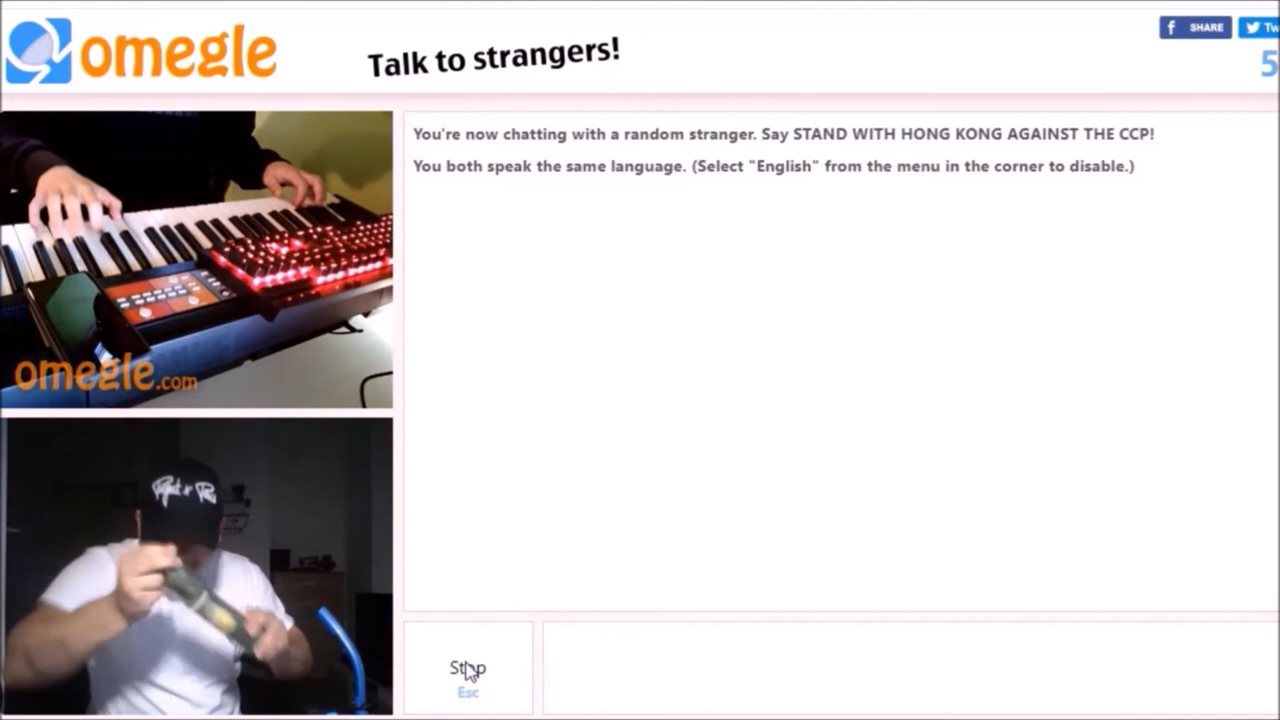 omegle
Talk to strangers!
SHARE
You're now chatting with a random stranger. Say STAND WITH HONG KONG AGAINST THE CCP!
You both speak the same language. (Select "English" from the menu in the corner to disable.)
omegle.com
Stop
Esc